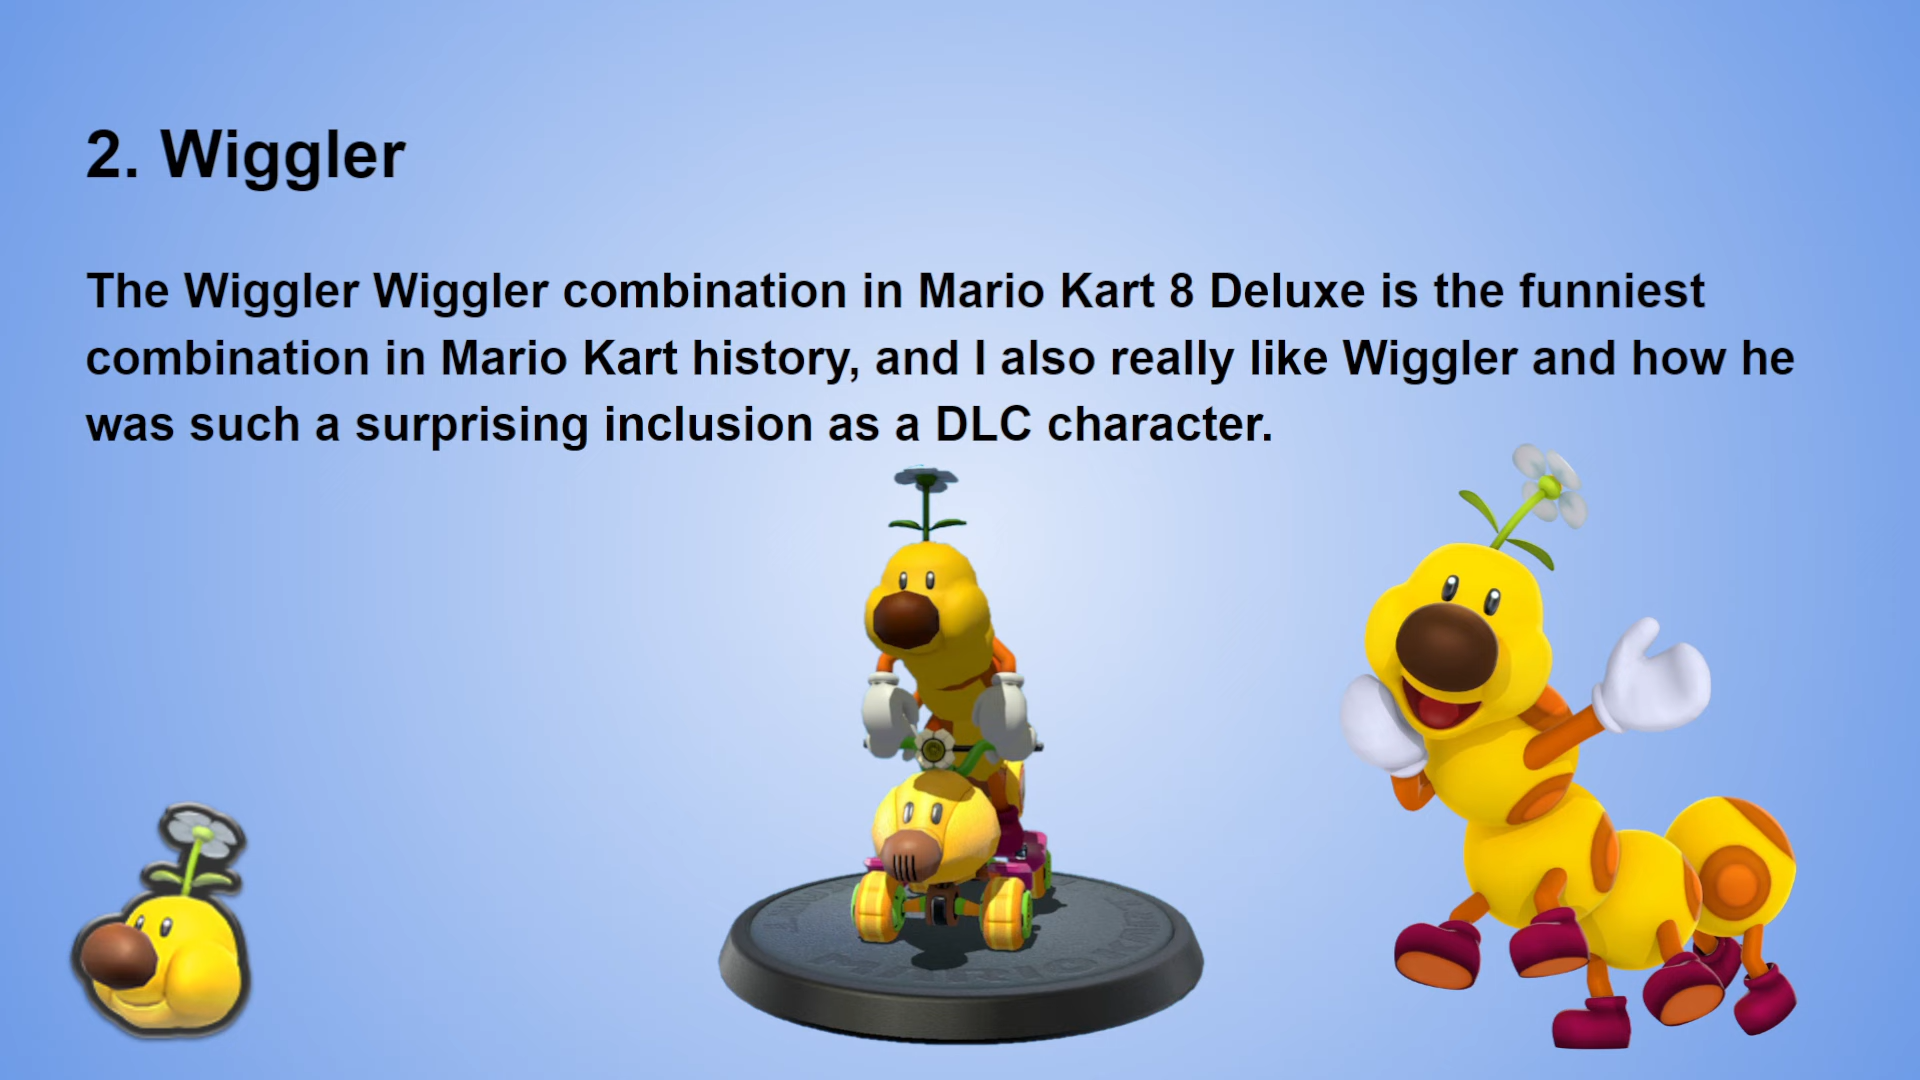 2. Wiggler
The Wiggler Wiggler combination in Mario Kart 8 Deluxe is the funniest
combination in Mario Kart history, and I also really like Wiggler and how he
was such a surprising inclusion as a DLC character.